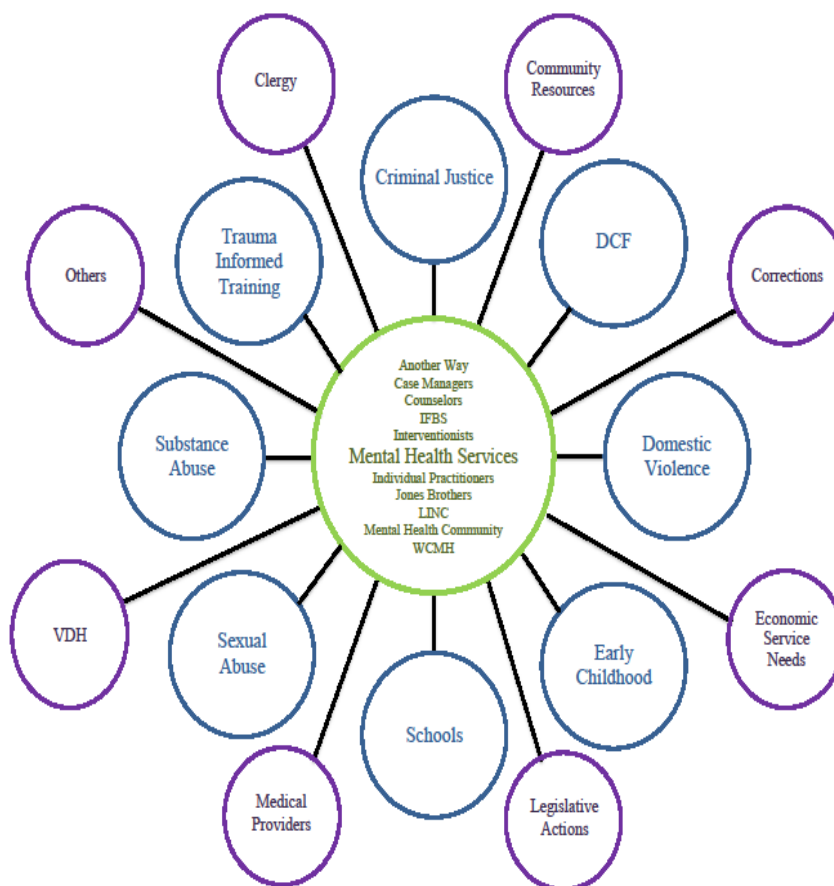 Clergy
Community
Resources
Criminal Justice
Trauma
Informed
Training
DCF
Others
Corrections
Another Way
Case Managers
Counselors
IFBS
Interventionists
Mental Health Services
Individual Practitioners
Jones Brothers
LINC
Mental Health Community
WCMH
Substance
Abuse
Domestic
Violence
VDH
Sexual
Abuse
Early
Childhood
Economic
Service
Needs
Schools
Medical
Providers
Legislative
Actions